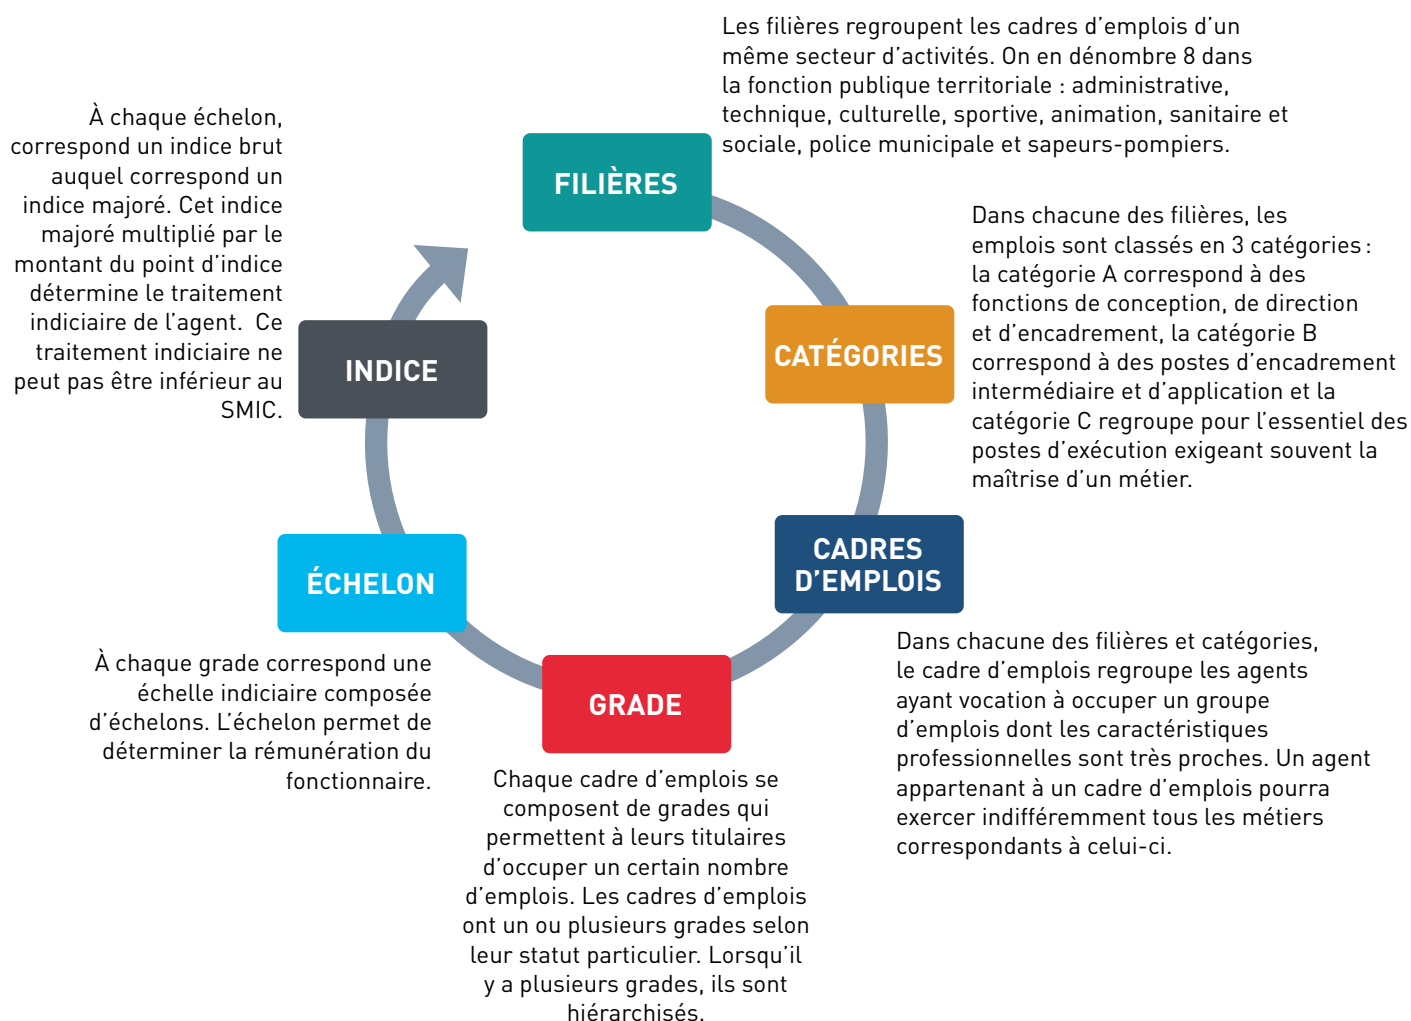 FILIÈRES
Les filières regroupent les cadres d’emplois d’un
même secteur d’activités. On en dénombre 8 dans
la fonction publique territoriale : administrative,
technique, culturelle, sportive, animation, sanitaire et
sociale, police municipale et sapeurs-pompiers.
CATÉGORIES
Dans chacune des filières, les
emplois sont classés en 3 catégories :
la catégorie A correspond à des
fonctions de conception, de direction
et d’encadrement, la catégorie B
correspond à des postes d’encadrement
intermédiaire et d’application et la
catégorie C regroupe pour l’essentiel des
postes d’exécution exigeant souvent la
maîtrise d’un métier.
CADRES
D’EMPLOIS
Dans chacune des filières et catégories,
le cadre d’emplois regroupe les agents
ayant vocation à occuper un groupe
d’emplois dont les caractéristiques
professionnelles sont très proches. Un agent
appartenant à un cadre d’emplois pourra
exercer indifféremment tous les métiers
correspondants à celui-ci.
GRADE
Chaque cadre d’emplois se
composent de grades qui
permettent à leurs titulaires
d’occuper un certain nombre
d’emplois. Les cadres d’emplois
ont un ou plusieurs grades selon
leur statut particulier. Lorsqu’il
y a plusieurs grades, ils sont
hiérarchisés.
ÉCHELON
À chaque grade correspond une
échelle indiciaire composée
d’échelons. L’échelon permet de
déterminer la rémunération du
fonctionnaire.
INDICE
À chaque échelon,
correspond un indice brut
auquel correspond un
indice majoré. Cet indice
majoré multiplié par le
montant du point d’indice
détermine le traitement
indiciaire de l’agent. Ce
traitement indiciaire ne
peut pas être inférieur au
SMIC.